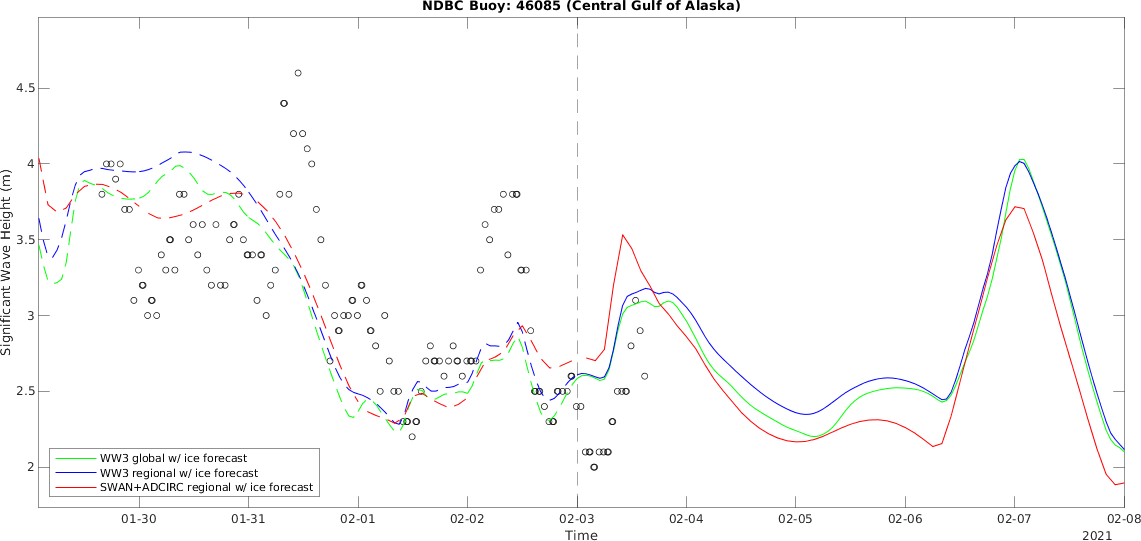 NDBC Buoy: 46085 (Central Gulf of Alaska)
Significant Wave Height (m)
4.5
4
3.5
3
2.5
2
WW3 global w/ ice forecast
WW3 regional w/ ice forecast
SWAN+ADCIRC regional w/ ice forecast
01-30 01-31 02-01 02-02 02-03 02-04 02-05 02-06 02-07 02-08
Time
2021